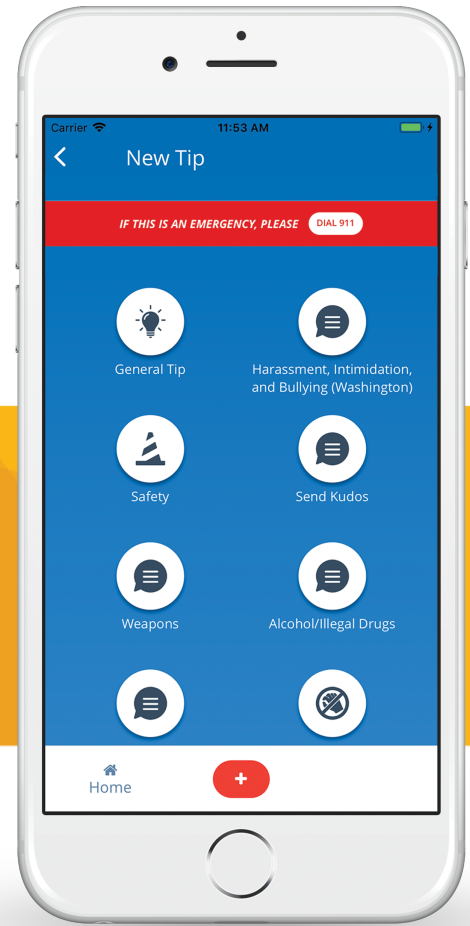 Carrier 11:53 AM
New Tip
IF THIS IS AN EMERGENCY, PLEASE DIAL 911
General Tip
Harassment, Intimidation,
and Bullying (Washington)
Safety
Send Kudos
Weapons
Alcohol/Illegal Drugs
Home